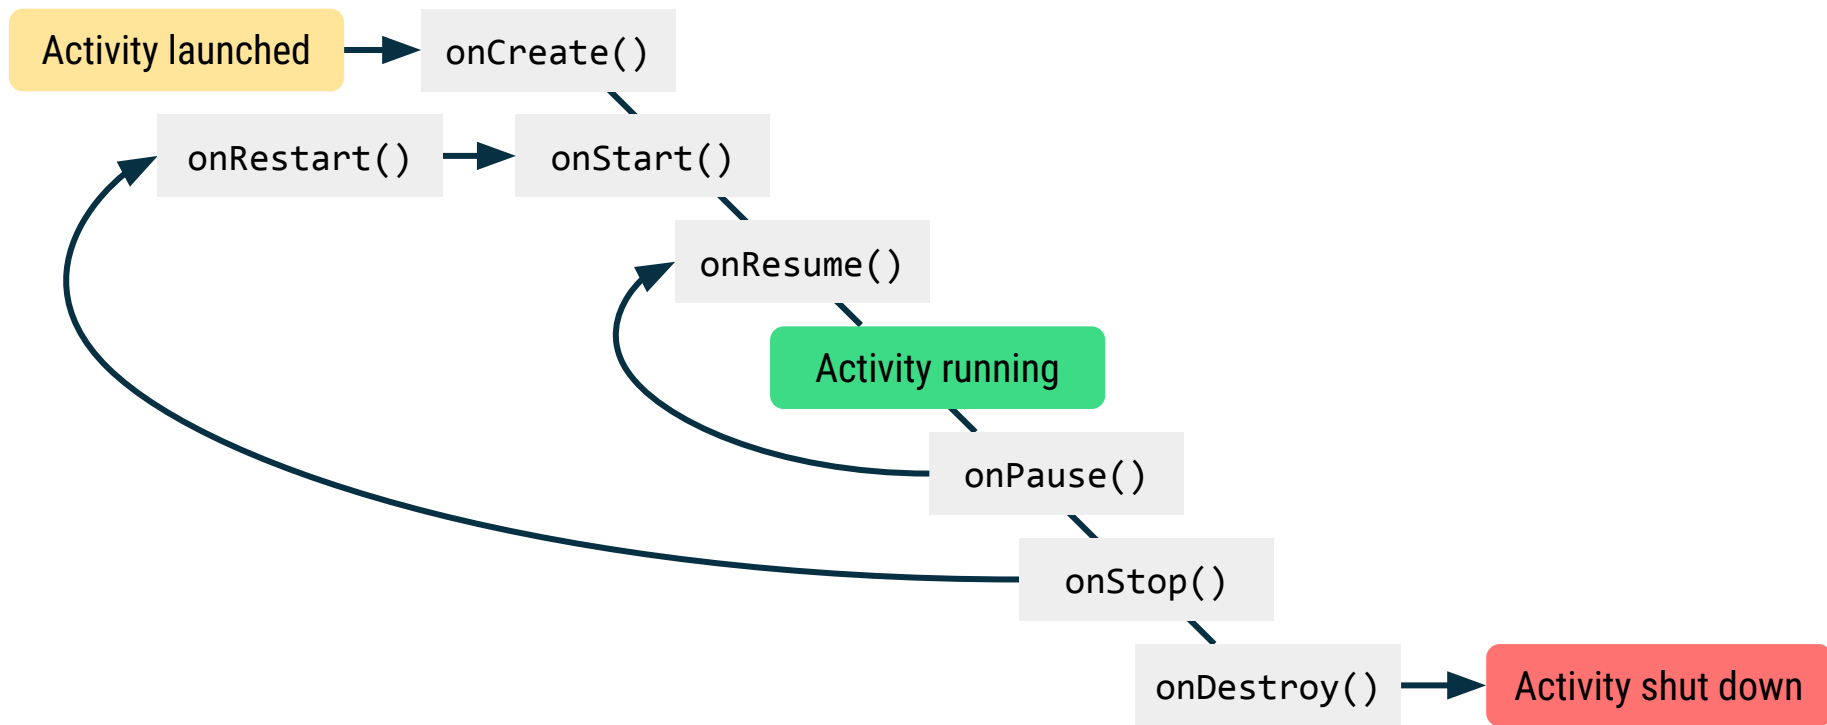 Activity launched
onCreate()
onRestart()
onStart()
onResume()
Activity running
onPause()
onStop()
onDestroy()
Activity shut down